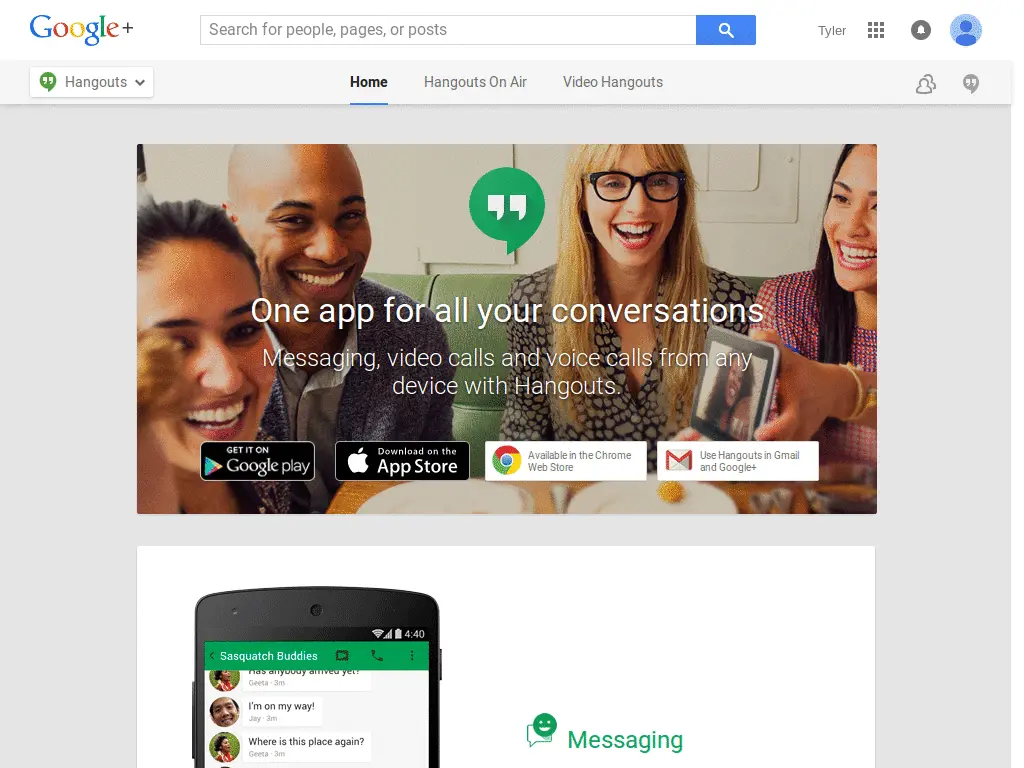 Google+
Search for people, pages, or posts
Tyler
Hangouts
Home
Hangouts On Air
Video Hangouts
One app for all your conversations
Messaging, video calls and voice calls from any
device with Hangouts.
GET IT ON
Google play
Download on the
App Store
Available in the Chrome
Web Store
Use Hangouts in Gmail
and Google+
4:40
Sasquatch Buddies
Has anybody arrived yet?
Geeta · 3m
I'm on my way!
Jay · 3m
Where is this place again?
Geeta · 3m
Messaging